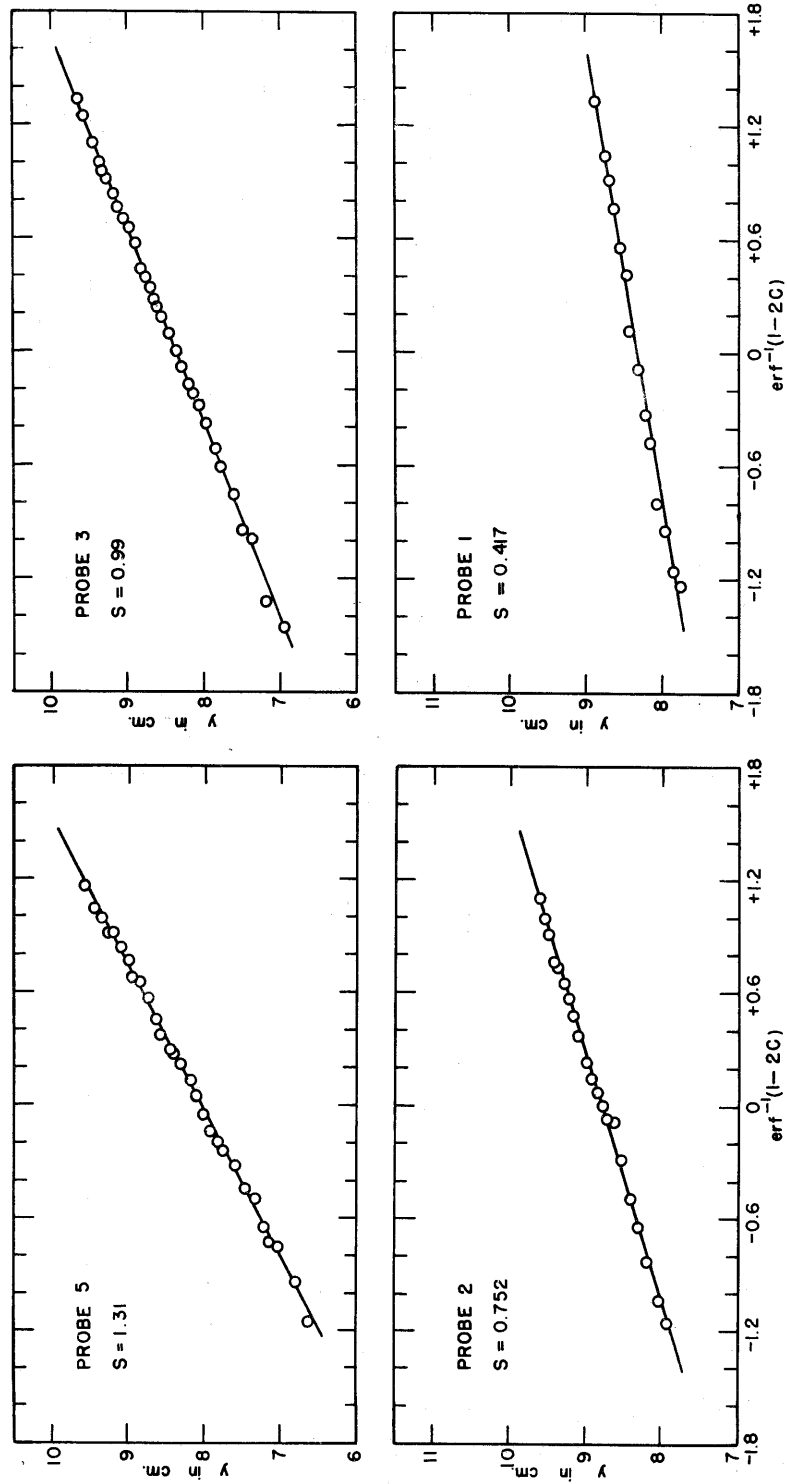 PROBE 5
S = 1.31
10
9
8
7
6
y in cm.
PROBE 3
S = 0.99
10
9
8
7
6
y in cm.
PROBE 2
S = 0.752
11
10
9
8
7
y in cm.
-1.8
-1.2
-0.6
0
+0.6
+1.2
+1.8
erf⁻¹(1-2C)
PROBE 1
S = 0.417
11
10
9
8
7
y in cm.
-1.8
-1.2
-0.6
0
+0.6
+1.2
+1.8
erf⁻¹(1-2C)